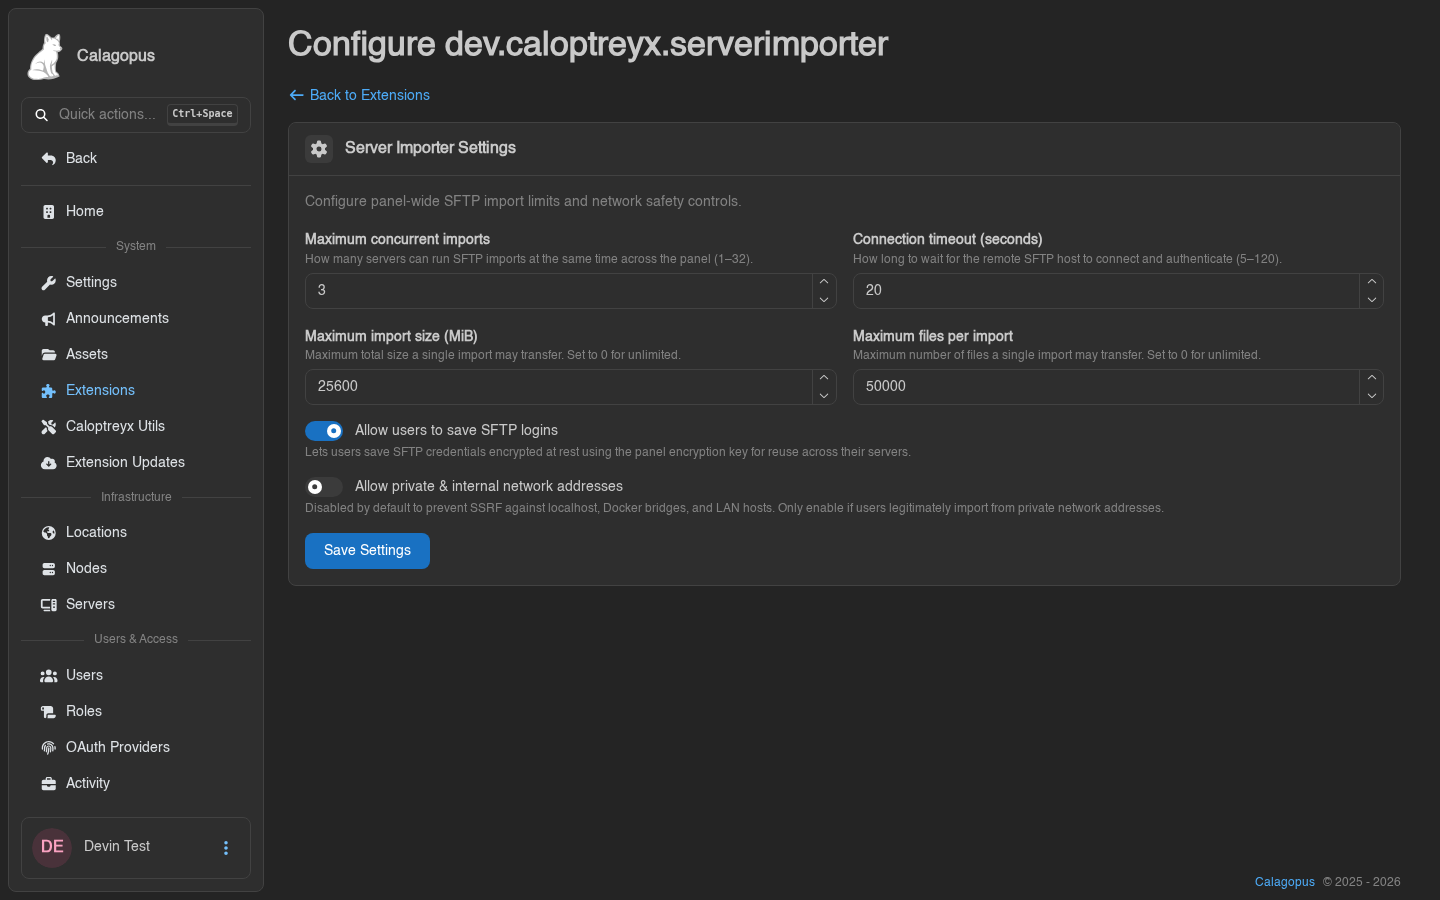 Calagopus
Quick actions... Ctrl+Space
Back
Home
System
Settings
Announcements
Assets
Extensions
Caloptreyx Utils
Extension Updates
Infrastructure
Locations
Nodes
Servers
Users & Access
Users
Roles
OAuth Providers
Activity
DE Devin Test
Configure dev.caloptreyx.serverimporter
Back to Extensions
Server Importer Settings
Configure panel-wide SFTP import limits and network safety controls.
Maximum concurrent imports
How many servers can run SFTP imports at the same time across the panel (1–32).
3
Connection timeout (seconds)
How long to wait for the remote SFTP host to connect and authenticate (5–120).
20
Maximum import size (MiB)
Maximum total size a single import may transfer. Set to 0 for unlimited.
25600
Maximum files per import
Maximum number of files a single import may transfer. Set to 0 for unlimited.
50000
Allow users to save SFTP logins
Lets users save SFTP credentials encrypted at rest using the panel encryption key for reuse across their servers.
Allow private & internal network addresses
Disabled by default to prevent SSRF against localhost, Docker bridges, and LAN hosts. Only enable if users legitimately import from private network addresses.
Save Settings
Calagopus © 2025 - 2026